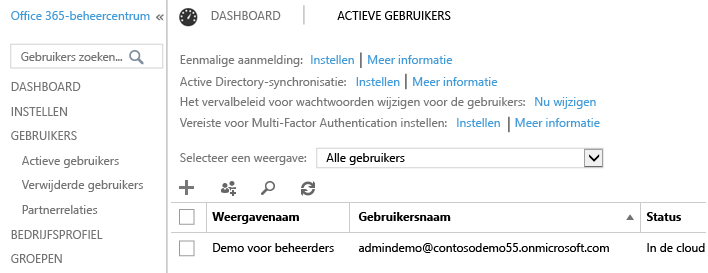 Office 365-beheercentrum «
Gebruikers zoeken...
DASHBOARD
INSTELLEN
GEBRUIKERS
Actieve gebruikers
Verwijderde gebruikers
Partnerrelaties
BEDRIJFSPROFIEL
GROEPEN
DASHBOARD | ACTIEVE GEBRUIKERS
Eenmalige aanmelding: Instellen | Meer informatie
Active Directory-synchronisatie: Instellen | Meer informatie
Het vervalbeleid voor wachtwoorden wijzigen voor de gebruikers: Nu wijzigen
Vereiste voor Multi-Factor Authentication instellen: Instellen | Meer informatie
Selecteer een weergave: Alle gebruikers
Weergavenaam Gebruikersnaam Status
Demo voor beheerders admindemo@contosodemo55.onmicrosoft.com In de cloud